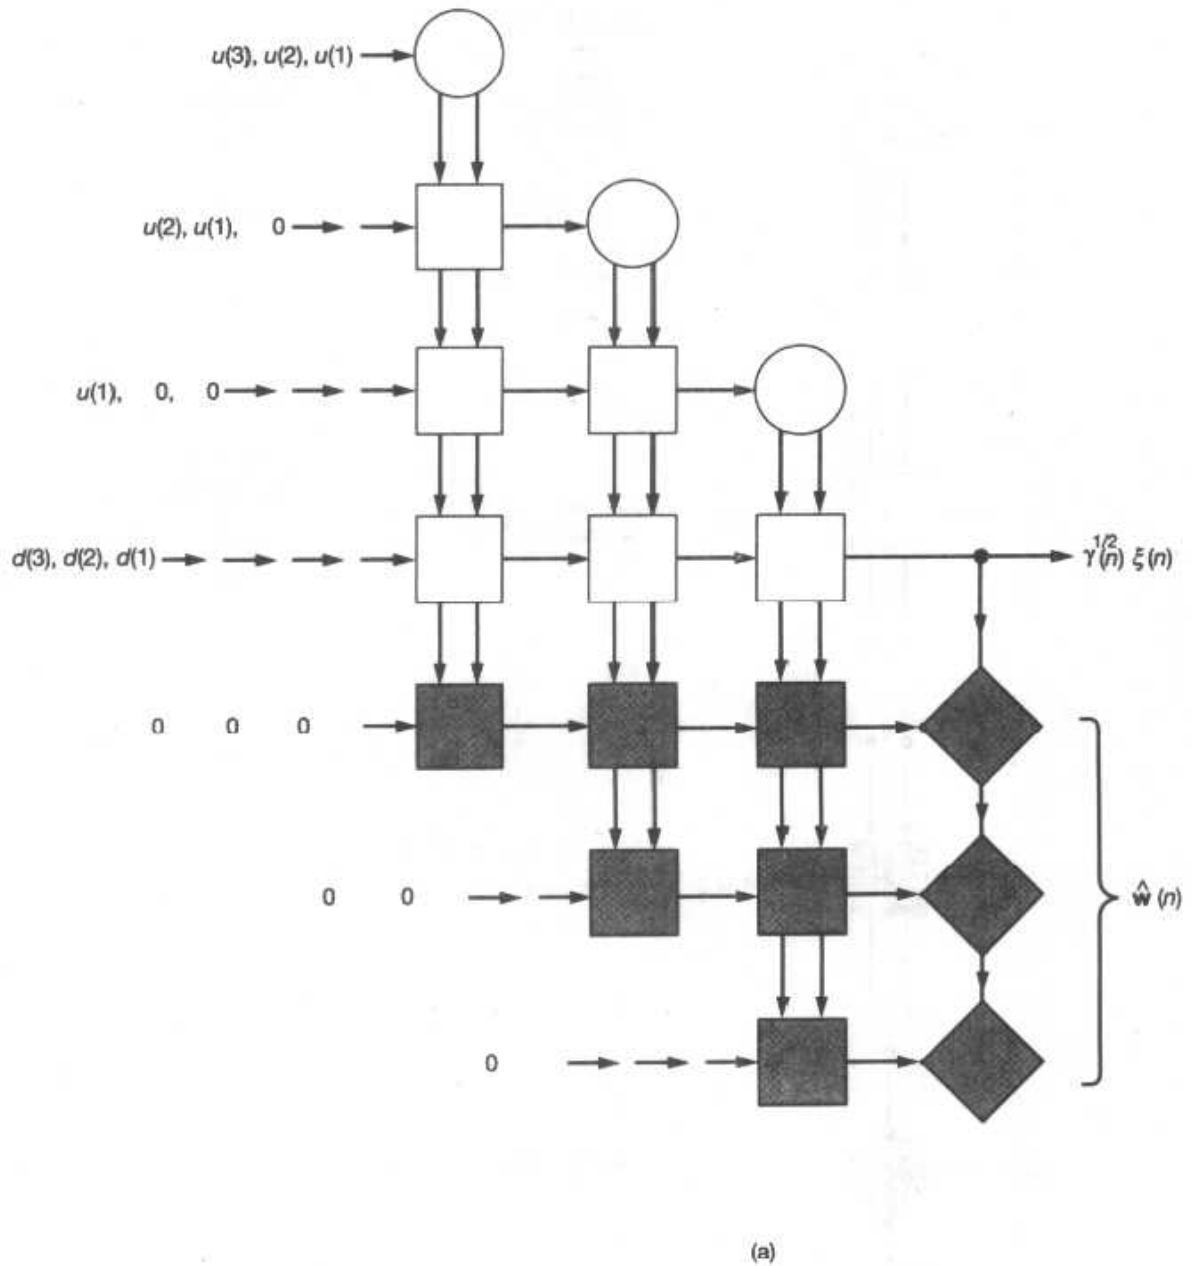 u(3), u(2), u(1)
u(2), u(1), 0
u(1), 0, 0
d(3), d(2), d(1)
γ^{1/2}(n) ξ(n)
0 0 0
0 0
ŵ(n)
0
(a)